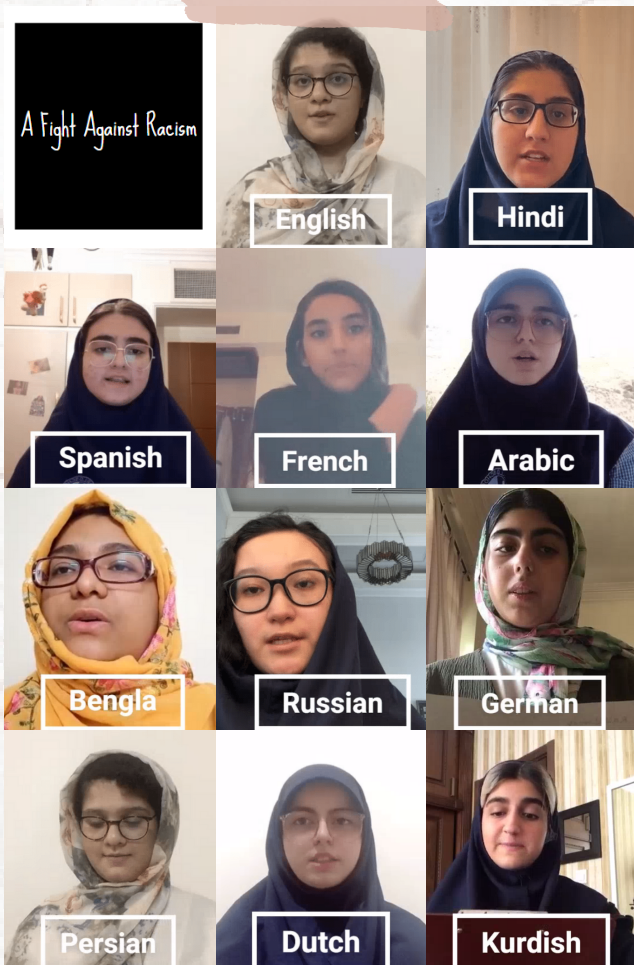 A Fight Against Racism
English
Hindi
Spanish
French
Arabic
Bengla
Russian
German
Persian
Dutch
Kurdish